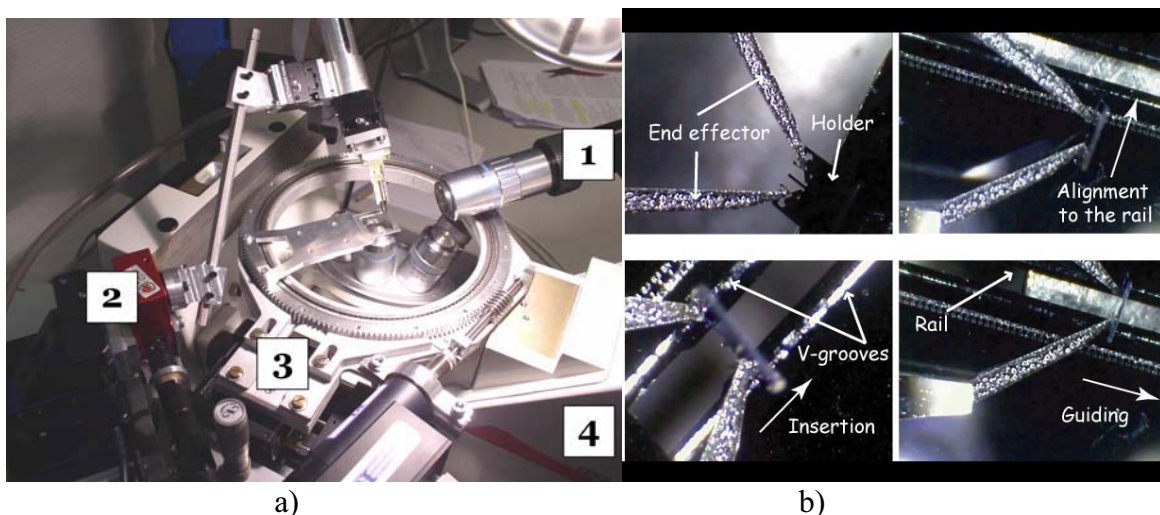 1
2
3
4
End effector
Holder
Alignment
to the rail
V-grooves
Insertion
Rail
Guiding
a)
b)